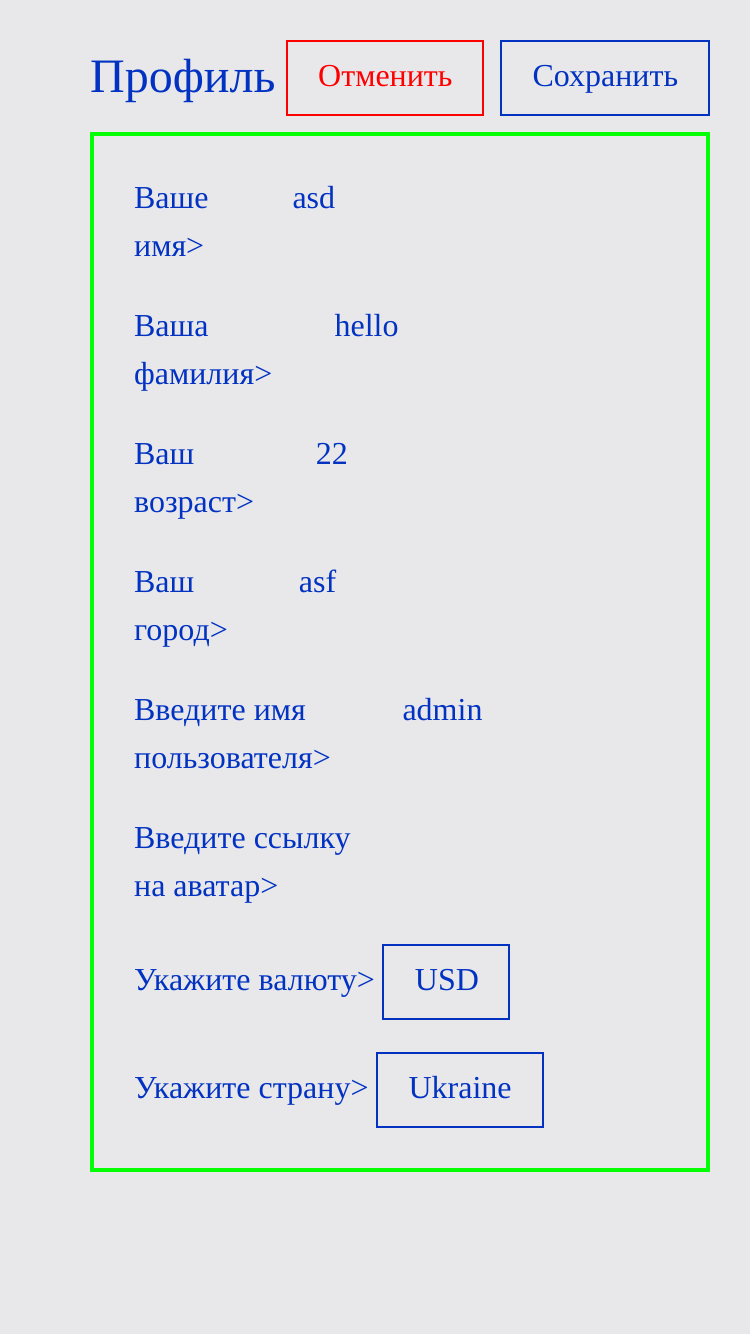 Профиль Отменить Сохранить
Ваше asd
имя>
Ваша hello
фамилия>
Ваш 22
возраст>
Ваш asf
город>
Введите имя admin
пользователя>
Введите ссылку
на аватар>
Укажите валюту> USD
Укажите страну> Ukraine